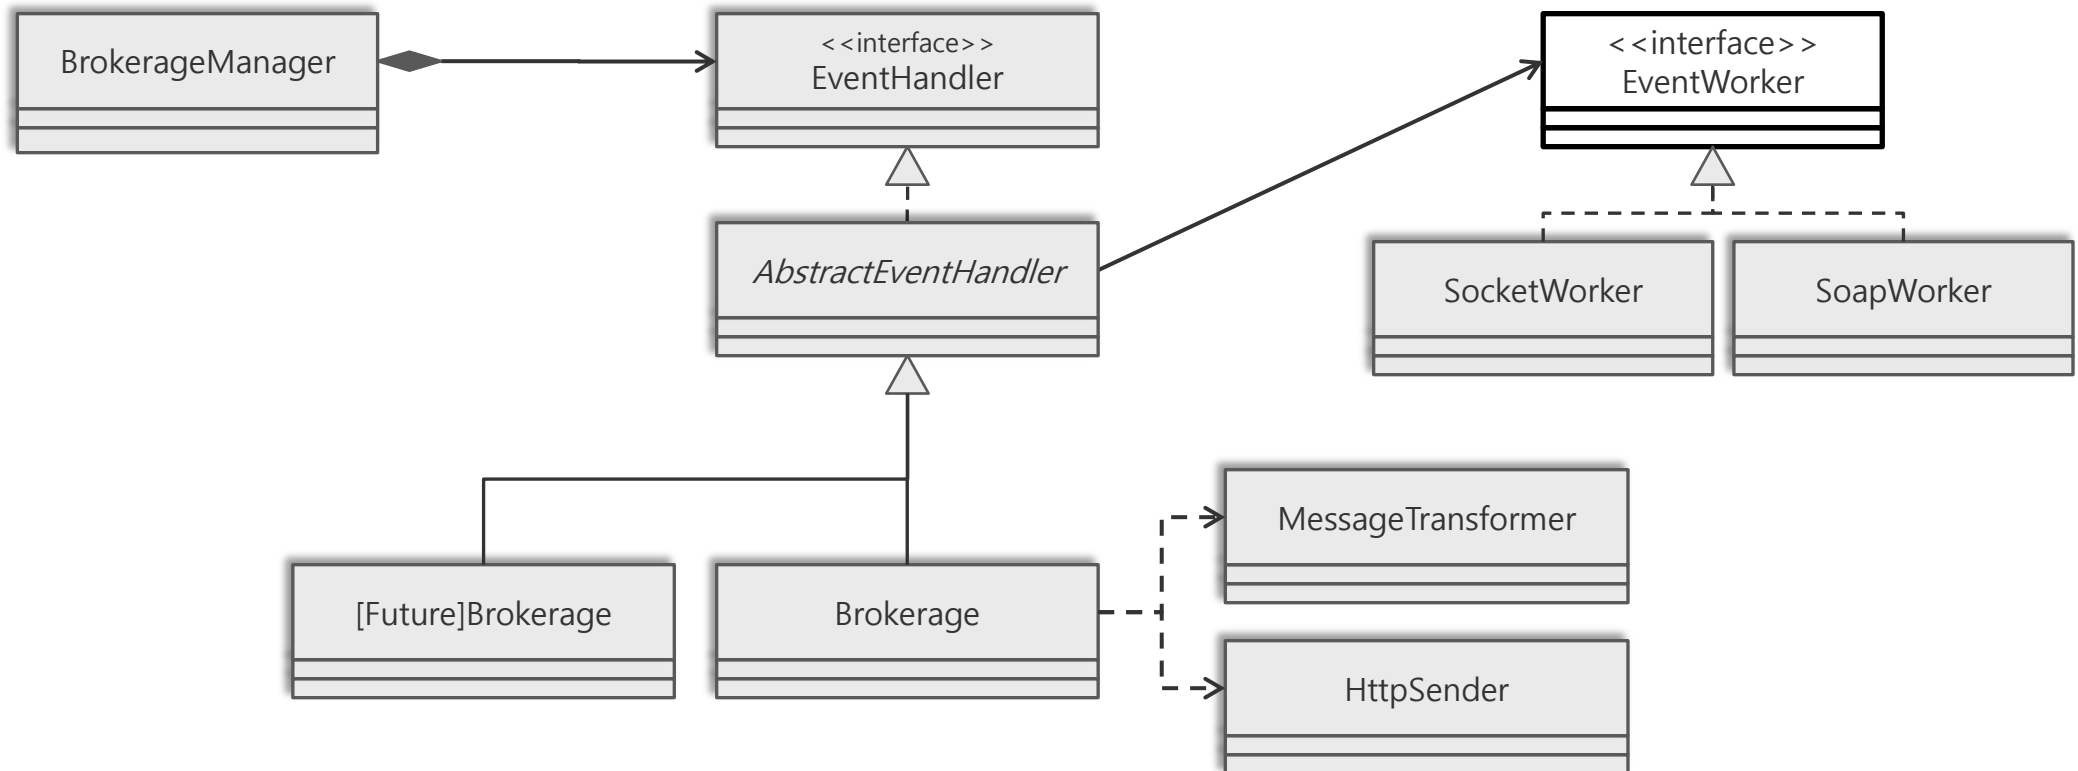 BrokerageManager
<<interface>>
EventHandler
<<interface>>
EventWorker
AbstractEventHandler
SocketWorker
SoapWorker
MessageTransformer
[Future]Brokerage
Brokerage
HttpSender